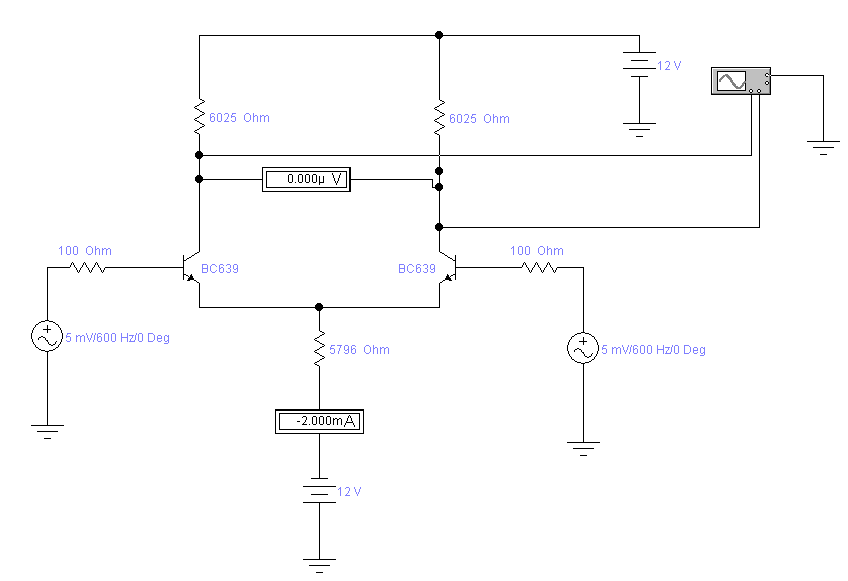 12 V
6025 Ohm
6025 Ohm
0.000µ V
100 Ohm
100 Ohm
BC639
BC639
5 mV/600 Hz/0 Deg
5796 Ohm
5 mV/600 Hz/0 Deg
-2.000mA
12 V